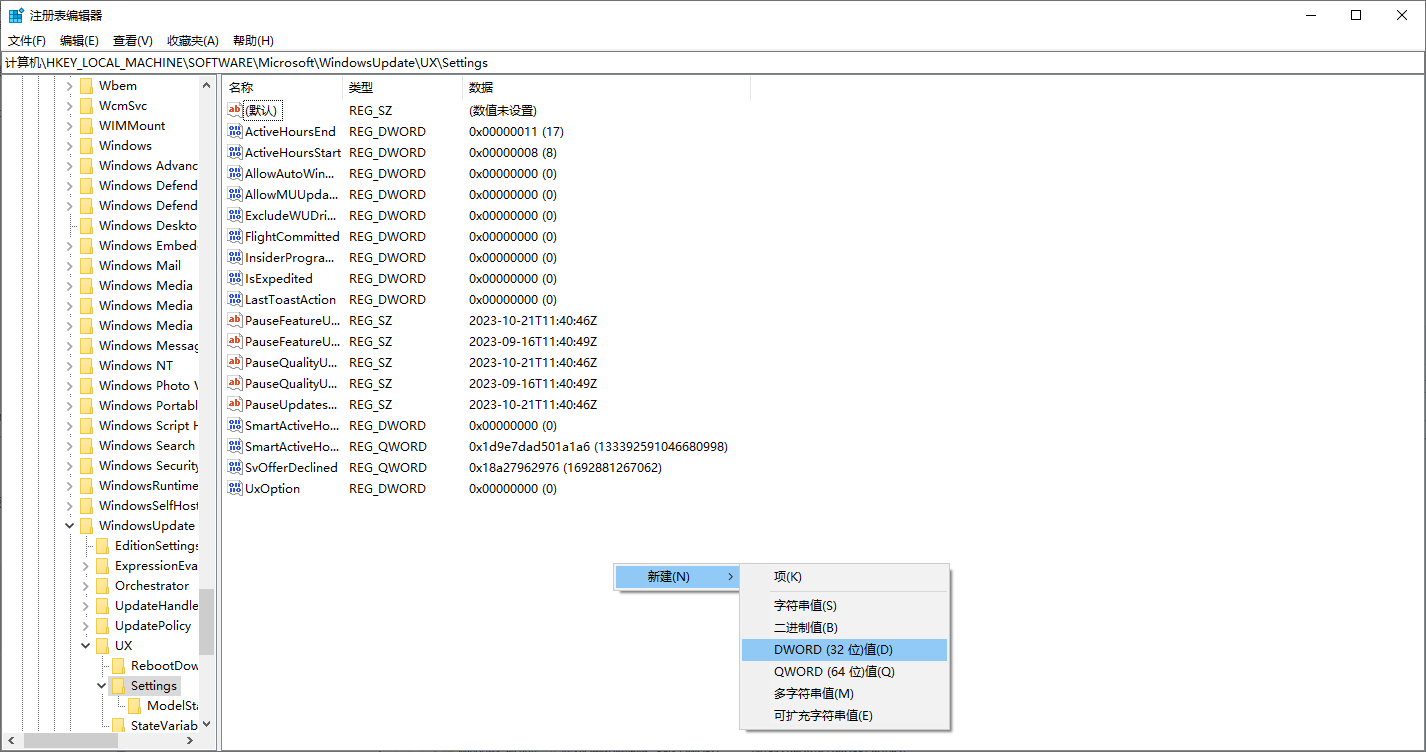 注册表编辑器
文件(F) 编辑(E) 查看(V) 收藏夹(A) 帮助(H)
计算机\HKEY_LOCAL_MACHINE\SOFTWARE\Microsoft\WindowsUpdate\UX\Settings
Wbem
WcmSvc
WIMMount
Windows
Windows Advanc
Windows Defend
Windows Defend
Windows Deskto
Windows Embed
Windows Mail
Windows Media
Windows Media
Windows Media
Windows Messag
Windows NT
Windows Photo V
Windows Portabl
Windows Script H
Windows Search
Windows Security
WindowsRuntime
WindowsSelfHost
WindowsUpdate
EditionSettings
ExpressionEva
Orchestrator
UpdateHandle
UpdatePolicy
UX
RebootDow
Settings
ModelSta
StateVariab
名称 类型 数据
ab (默认) REG_SZ (数值未设置)
ActiveHoursEnd REG_DWORD 0x00000011 (17)
ActiveHoursStart REG_DWORD 0x00000008 (8)
AllowAutoWin... REG_DWORD 0x00000000 (0)
AllowMUUpda... REG_DWORD 0x00000000 (0)
ExcludeWUDri... REG_DWORD 0x00000000 (0)
FlightCommitted REG_DWORD 0x00000000 (0)
InsiderProgra... REG_DWORD 0x00000000 (0)
IsExpedited REG_DWORD 0x00000000 (0)
LastToastAction REG_DWORD 0x00000000 (0)
ab PauseFeatureU... REG_SZ 2023-10-21T11:40:46Z
ab PauseFeatureU... REG_SZ 2023-09-16T11:40:49Z
ab PauseQualityU... REG_SZ 2023-10-21T11:40:46Z
ab PauseQualityU... REG_SZ 2023-09-16T11:40:49Z
ab PauseUpdates... REG_SZ 2023-10-21T11:40:46Z
SmartActiveHo... REG_DWORD 0x00000000 (0)
SmartActiveHo... REG_QWORD 0x1d9e7dad501a1a6 (133392591046680998)
SvOfferDeclined REG_QWORD 0x18a27962976 (1692881267062)
UxOption REG_DWORD 0x00000000 (0)
新建(N)
项(K)
字符串值(S)
二进制值(B)
DWORD (32 位)值(D)
QWORD (64 位)值(Q)
多字符串值(M)
可扩充字符串值(E)